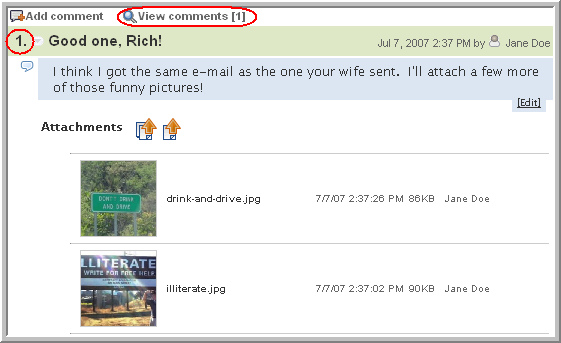 Add comment View comments [1]
1. Good one, Rich! Jul 7, 2007 2:37 PM by Jane Doe
I think I got the same e-mail as the one your wife sent. I'll attach a few more
of those funny pictures!
[Edit]
Attachments
DON'T DRINK
AND DRIVE
drink-and-drive.jpg 7/7/07 2:37:26 PM 86KB Jane Doe
LLITERATE
WRITE FOR FREE HELP
illiterate.jpg 7/7/07 2:37:02 PM 90KB Jane Doe